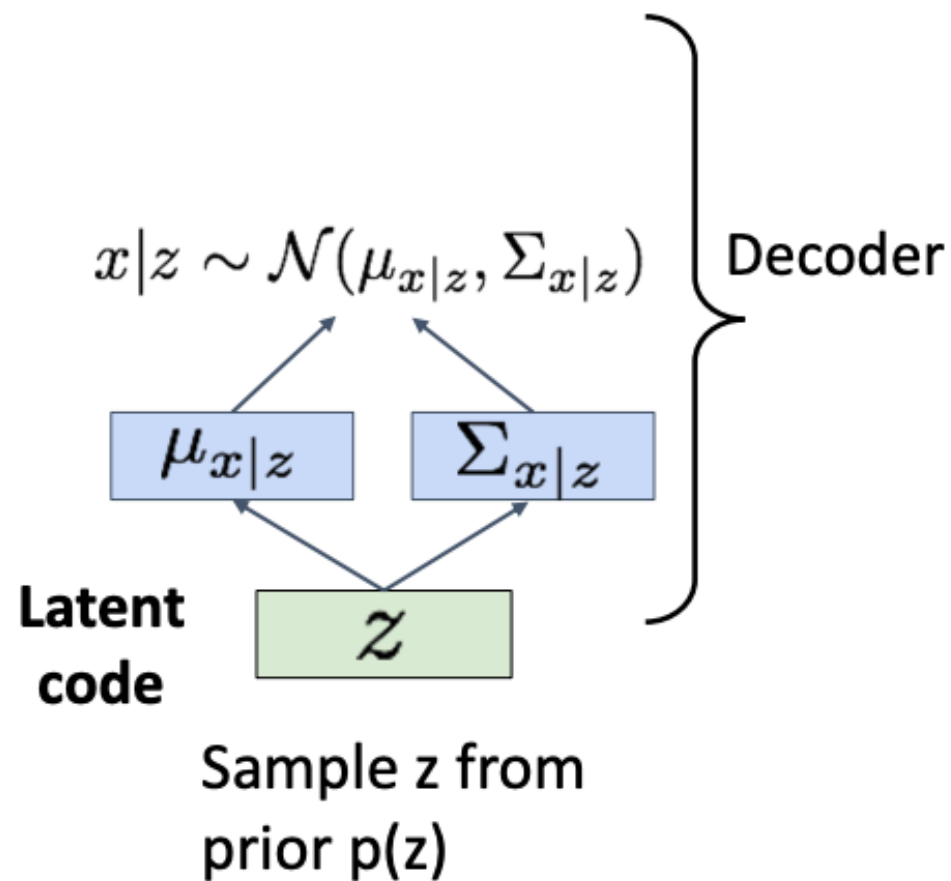 x|z ∼ 𝒩(μ_{x|z}, Σ_{x|z})
Decoder
μ_{x|z}
Σ_{x|z}
Latent
code
z
Sample z from
prior p(z)